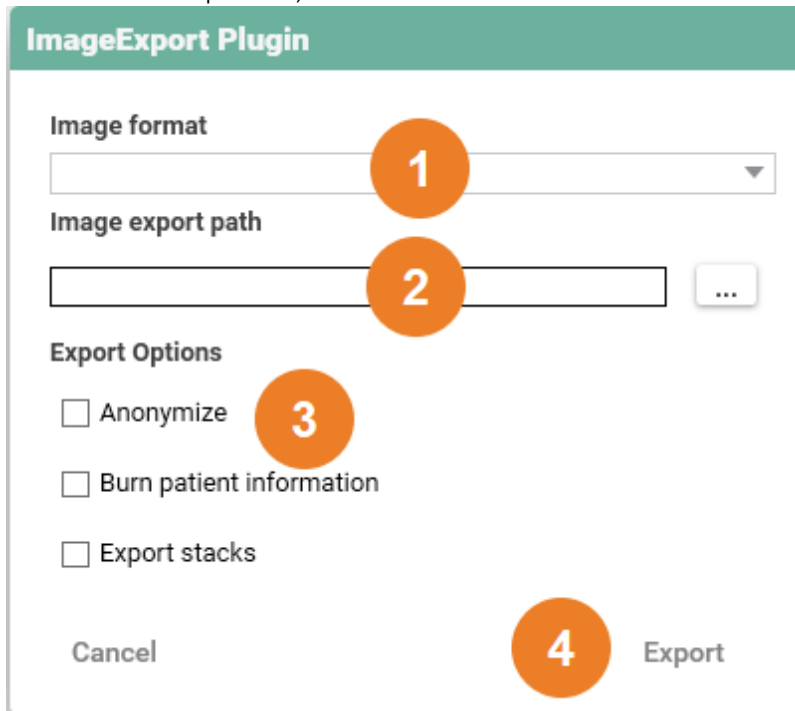 ImageExport Plugin
Image format
1
Image export path
2
...
Export Options
Anonymize
3
Burn patient information
Export stacks
Cancel
4
Export